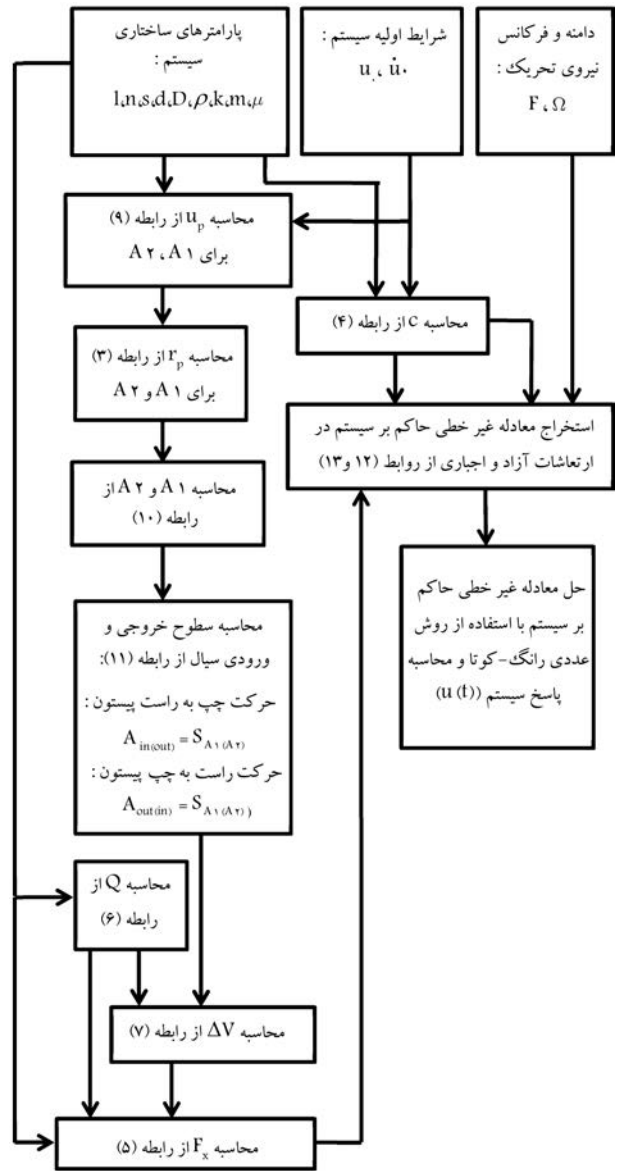 پارامترهای ساختاری
سیستم :
l،n،s،d،D،ρ،k،m،μ
شرایط اولیه سیستم :
u. ، u̇۰
دامنه و فرکانس
نیروی تحریک :
F ، Ω
محاسبه uₚ از رابطه (۹)
برای A۱ ، A۲
محاسبه c از رابطه (۴)
محاسبه rₚ از رابطه (۳)
برای A۱ و A۲
استخراج معادله غیر خطی حاکم بر سیستم در
ارتعاشات آزاد و اجباری از روابط (۱۲ و۱۳)
محاسبه A۱ و A۲ از
رابطه (۱۰)
حل معادله غیر خطی حاکم
بر سیستم با استفاده از روش
عددی رانگ-کوتا و محاسبه
پاسخ سیستم ((u (t))
محاسبه سطوح خروجی و
ورودی سیال از رابطه (۱۱):
حرکت چپ به راست پیستون :
A in(out) = S A۱(A۲)
حرکت راست به چپ پیستون :
A out(in) = S A۱(A۲))
محاسبه Q از
رابطه (۶)
محاسبه ΔV از رابطه (۷)
محاسبه Fₓ از رابطه (۵)